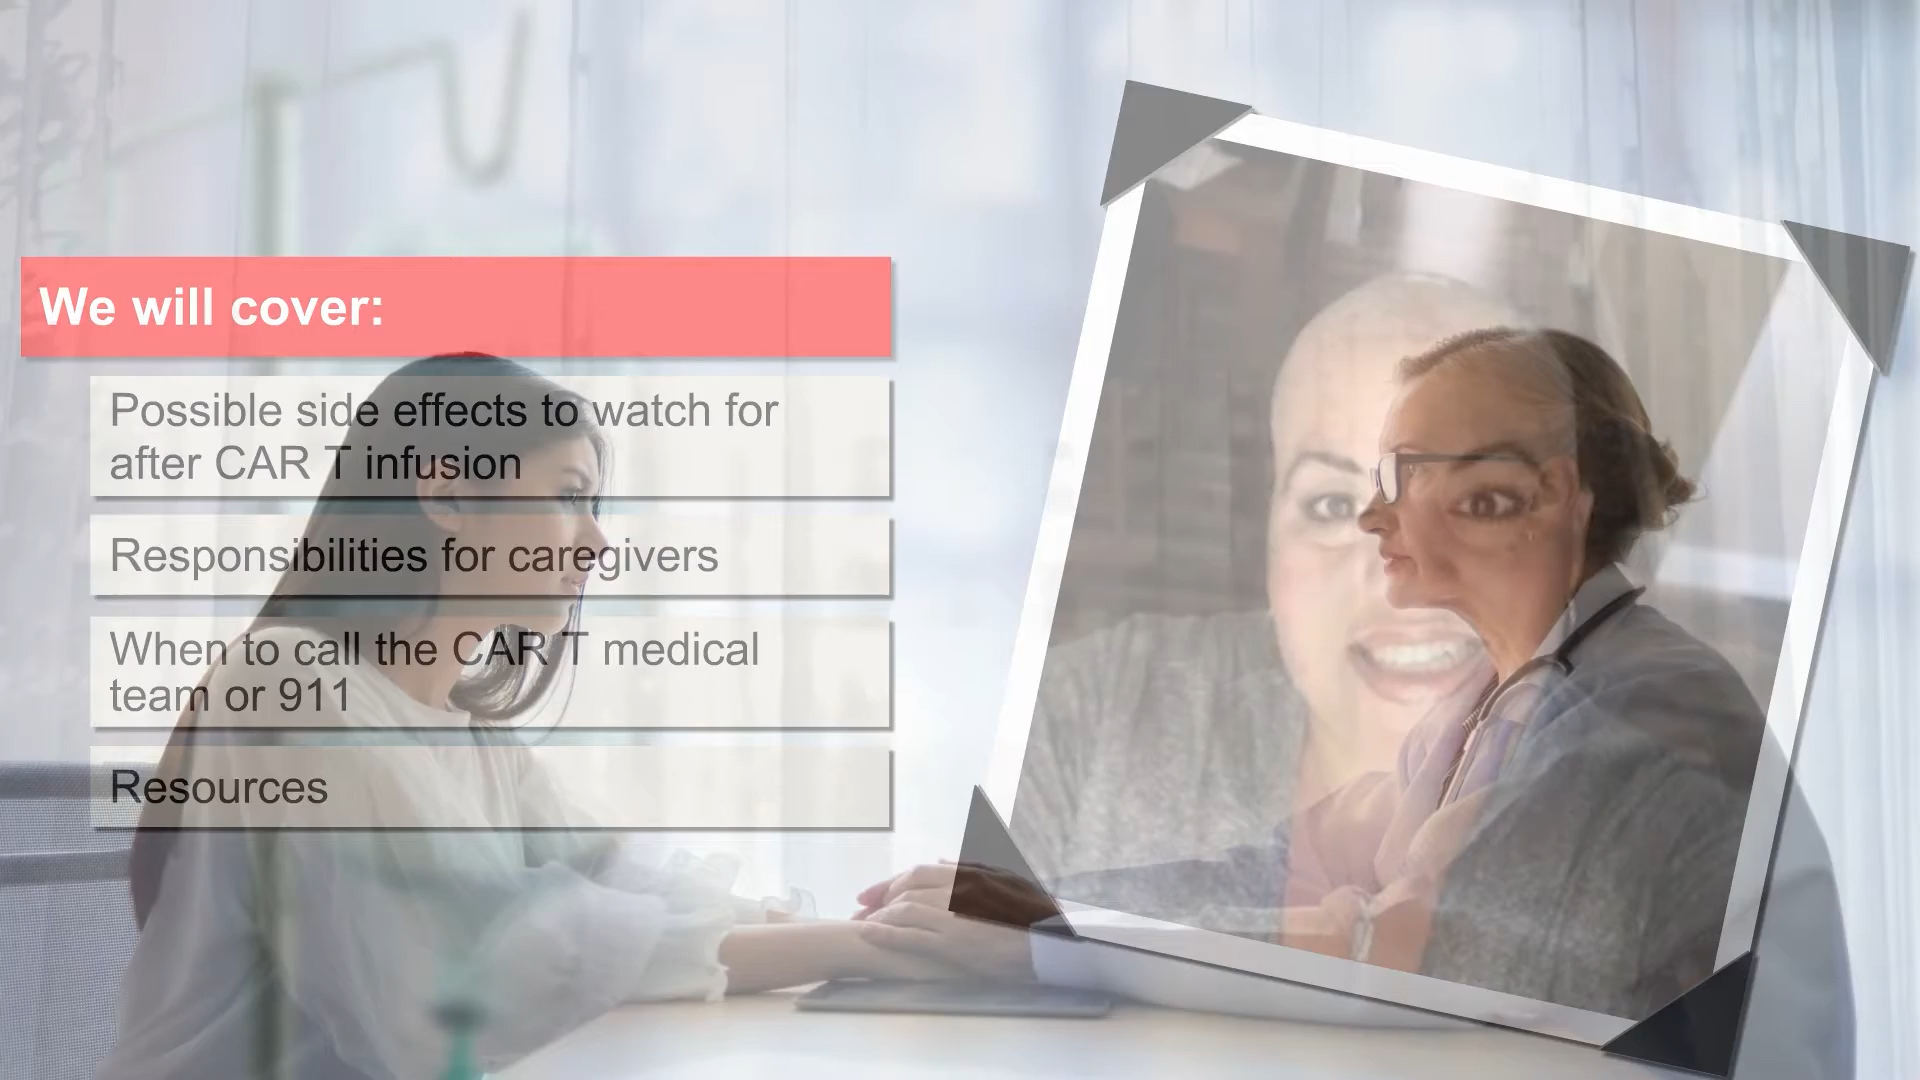 We will cover:
Possible side effects to watch for
after CAR T infusion
Responsibilities for caregivers
When to call the CAR T medical
team or 911
Resources